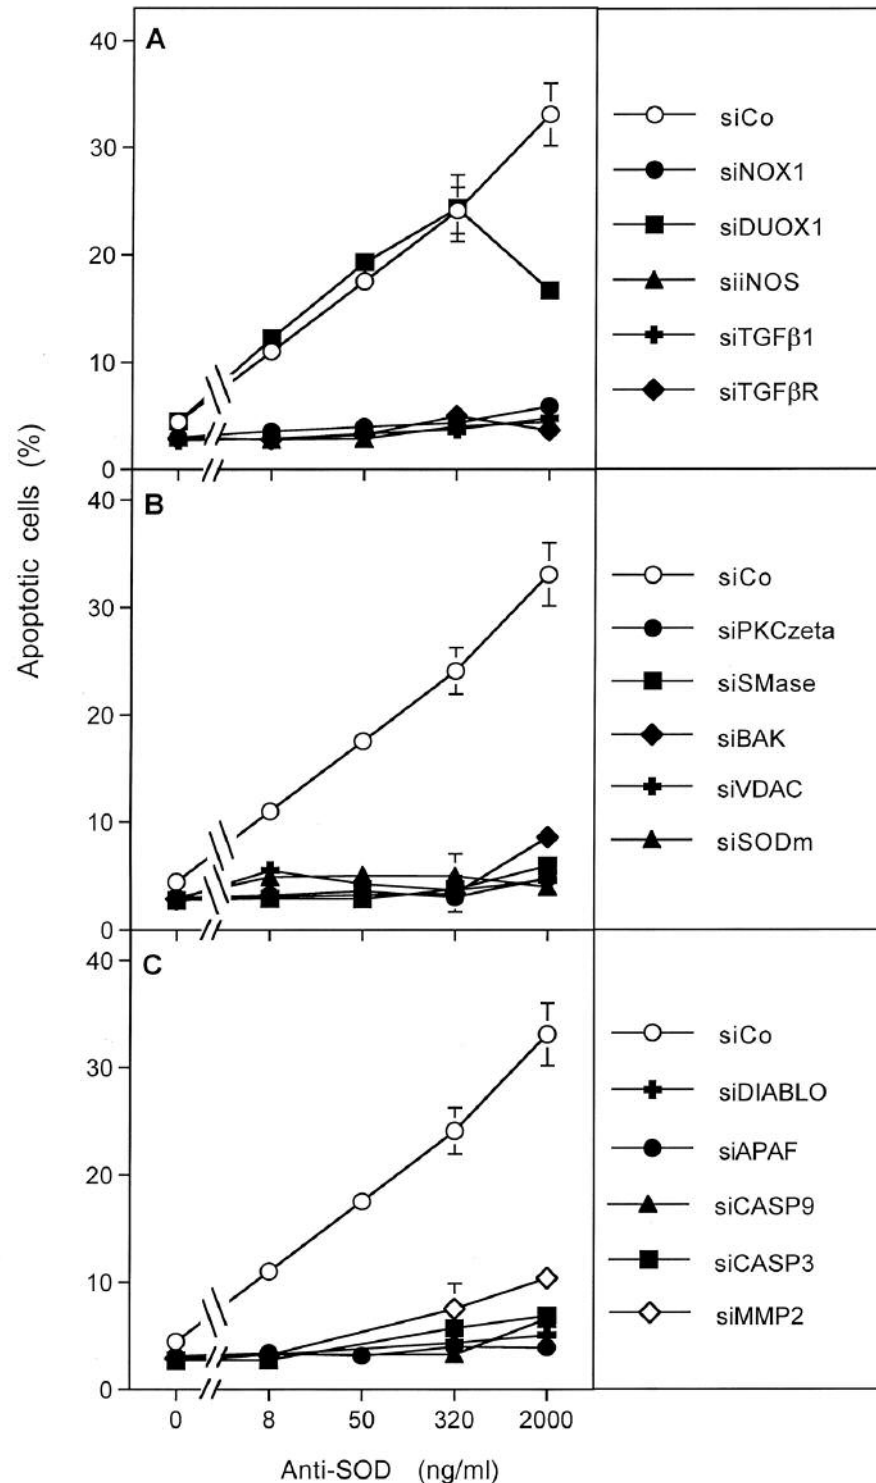 A
40
30
20
10
0
siCo
siNOX1
siDUOX1
siiNOS
siTGFβ1
siTGFβR
Apoptotic cells (%)
B
40
30
20
10
0
siCo
siPKCzeta
siSMase
siBAK
siVDAC
siSODm
C
40
30
20
10
0
siCo
siDIABLO
siAPAF
siCASP9
siCASP3
siMMP2
0 8 50 320 2000
Anti-SOD (ng/ml)